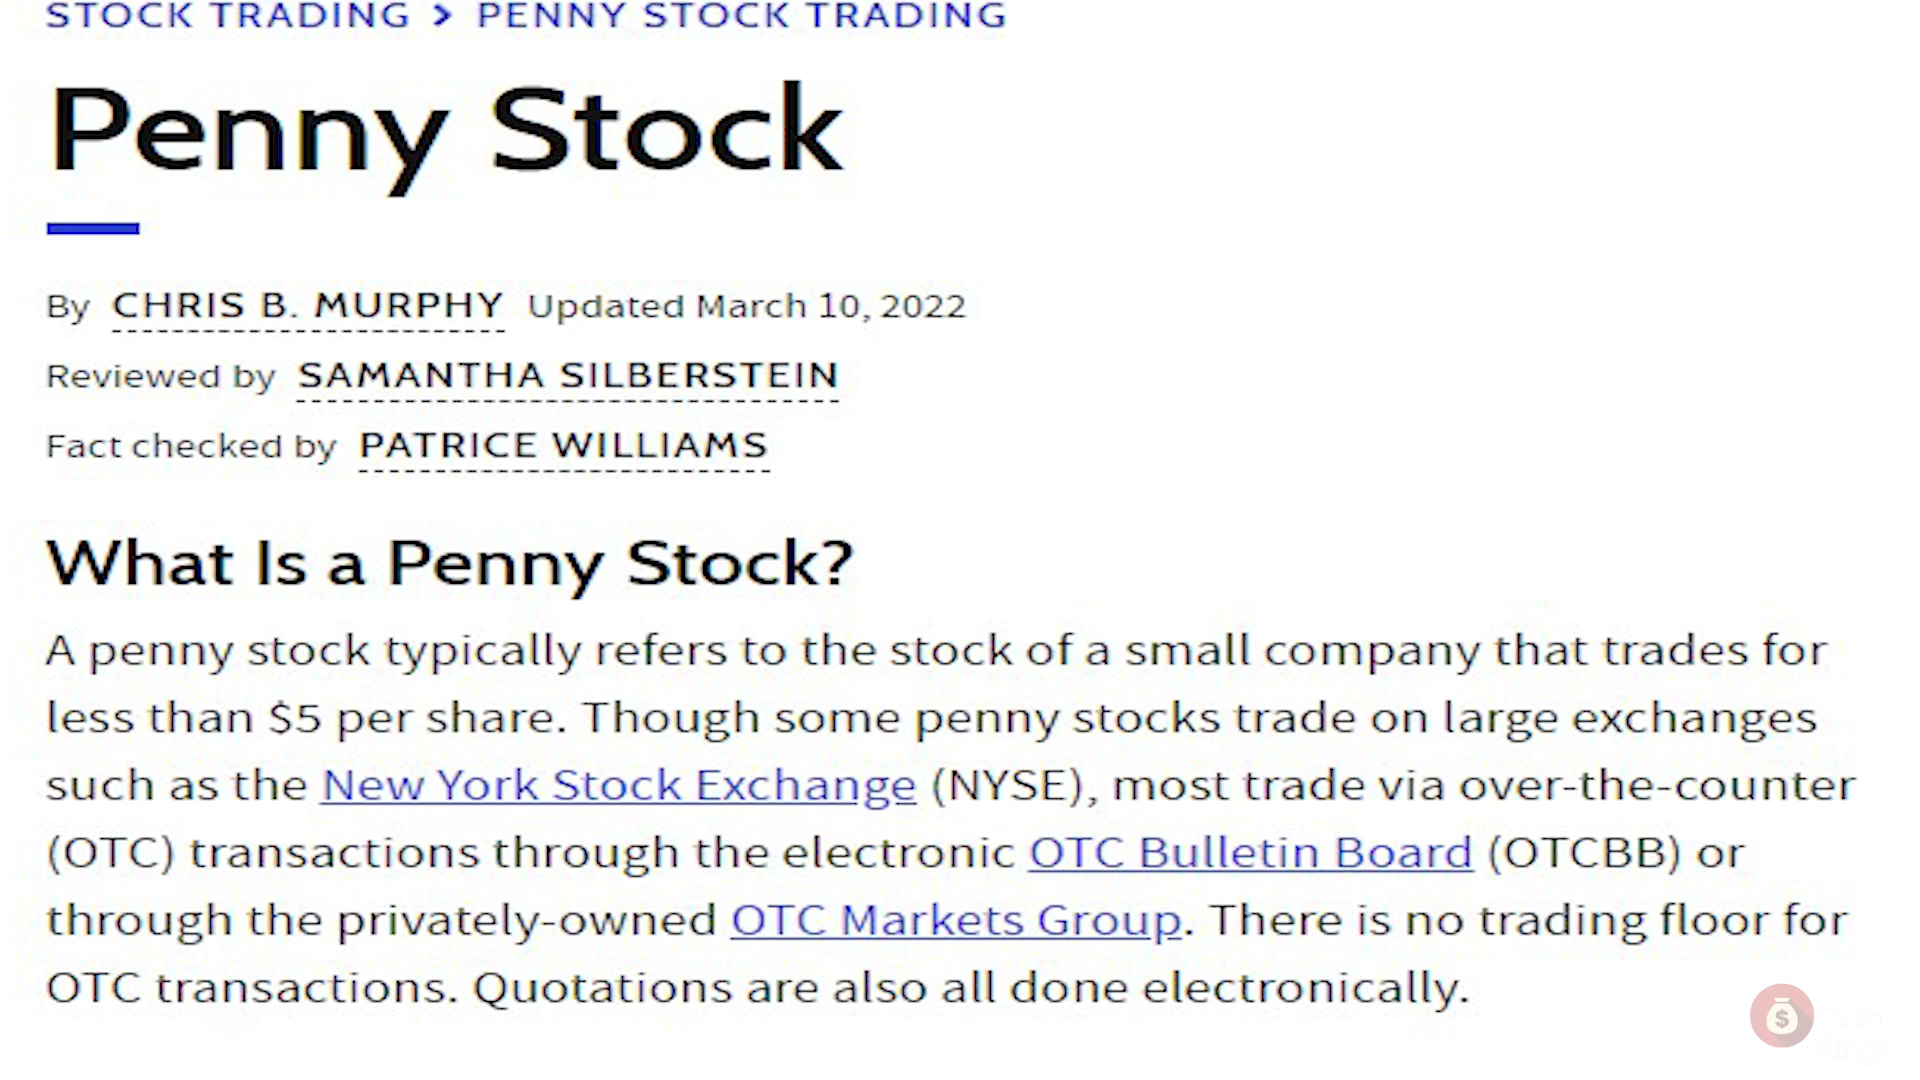 STOCK TRADING > PENNY STOCK TRADING
Penny Stock
By CHRIS B. MURPHY Updated March 10, 2022
Reviewed by SAMANTHA SILBERSTEIN
Fact checked by PATRICE WILLIAMS
What Is a Penny Stock?
A penny stock typically refers to the stock of a small company that trades for
less than $5 per share. Though some penny stocks trade on large exchanges
such as the New York Stock Exchange (NYSE), most trade via over-the-counter
(OTC) transactions through the electronic OTC Bulletin Board (OTCBB) or
through the privately-owned OTC Markets Group. There is no trading floor for
OTC transactions. Quotations are also all done electronically.
$